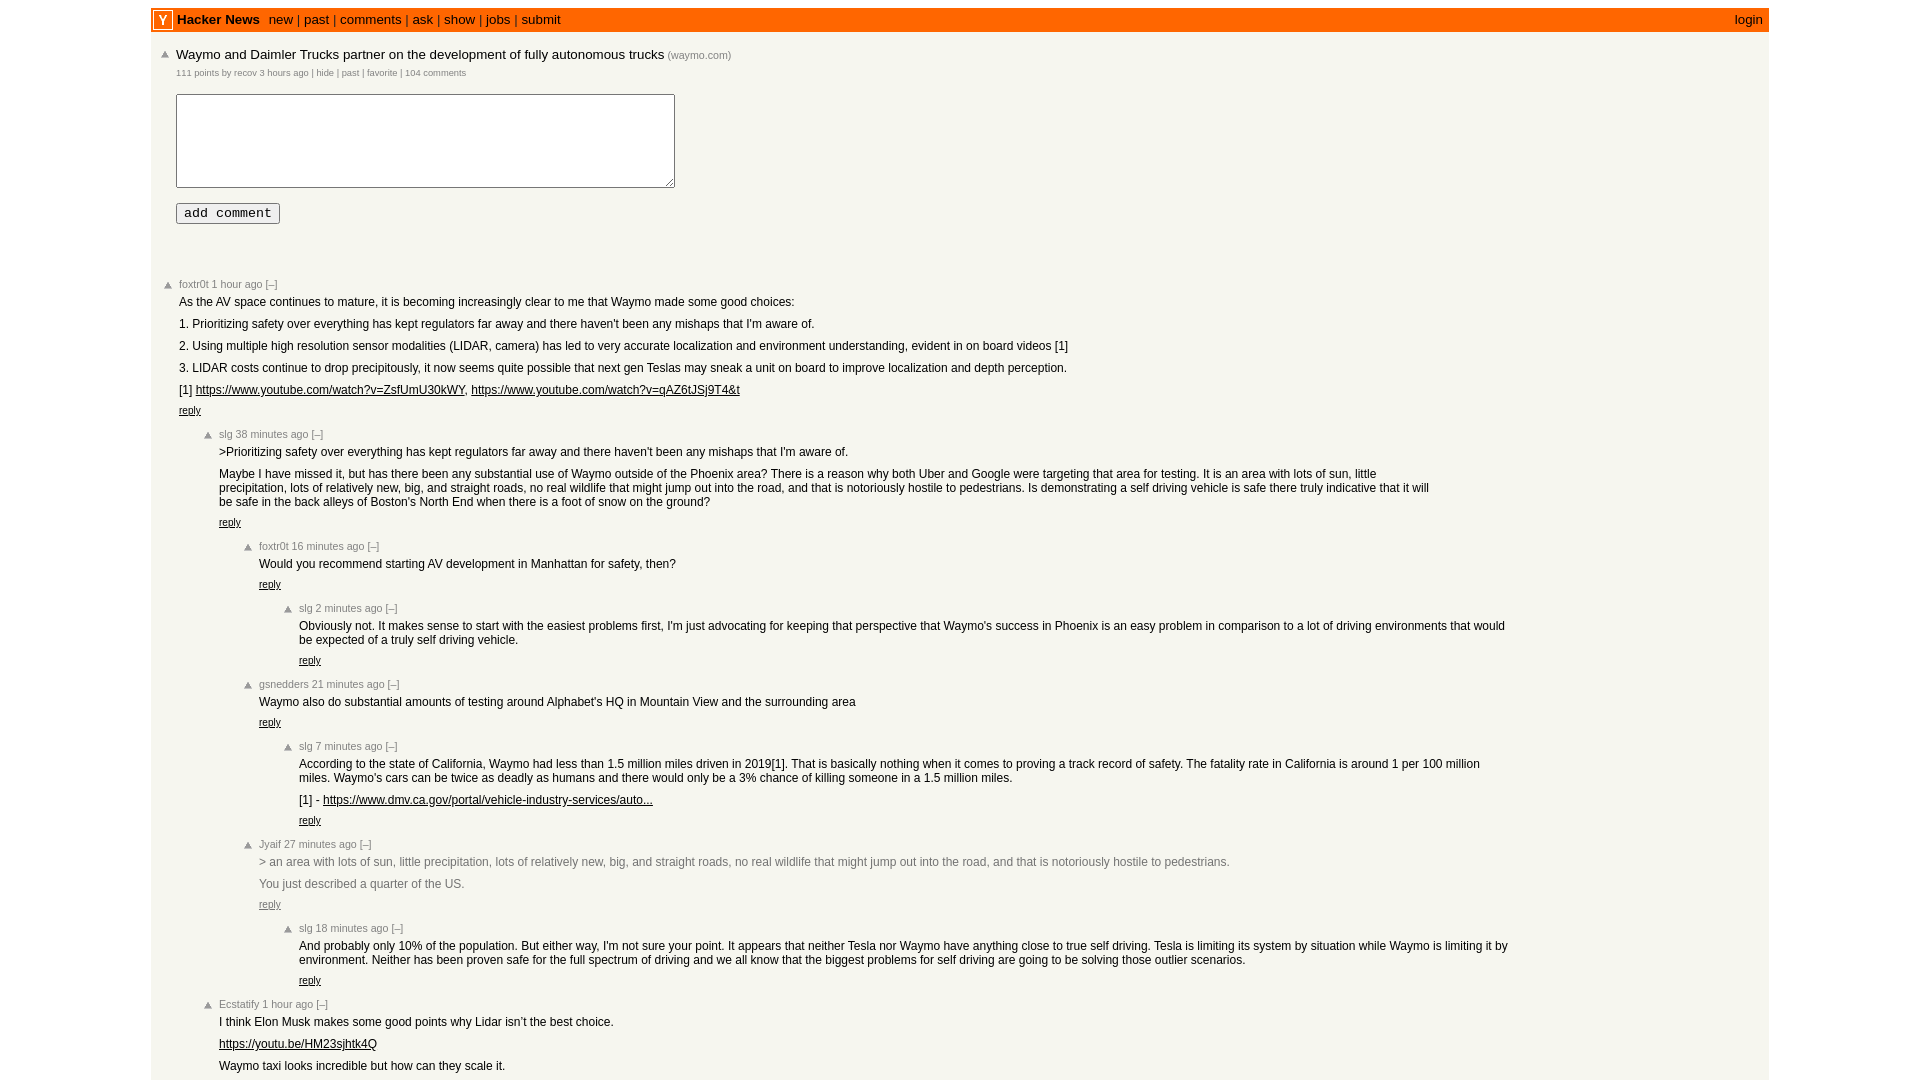 Y Hacker News new | past | comments | ask | show | jobs | submit login
Waymo and Daimler Trucks partner on the development of fully autonomous trucks (waymo.com)
111 points by recov 3 hours ago | hide | past | favorite | 104 comments
add comment
foxtr0t 1 hour ago [–]
As the AV space continues to mature, it is becoming increasingly clear to me that Waymo made some good choices:
1. Prioritizing safety over everything has kept regulators far away and there haven't been any mishaps that I'm aware of.
2. Using multiple high resolution sensor modalities (LIDAR, camera) has led to very accurate localization and environment understanding, evident in on board videos [1]
3. LIDAR costs continue to drop precipitously, it now seems quite possible that next gen Teslas may sneak a unit on board to improve localization and depth perception.
[1] https://www.youtube.com/watch?v=ZsfUmU30kWY, https://www.youtube.com/watch?v=qAZ6tJSj9T4&t
reply
slg 38 minutes ago [–]
>Prioritizing safety over everything has kept regulators far away and there haven't been any mishaps that I'm aware of.
Maybe I have missed it, but has there been any substantial use of Waymo outside of the Phoenix area? There is a reason why both Uber and Google were targeting that area for testing. It is an area with lots of sun, little
precipitation, lots of relatively new, big, and straight roads, no real wildlife that might jump out into the road, and that is notoriously hostile to pedestrians. Is demonstrating a self driving vehicle is safe there truly indicative that it will
be safe in the back alleys of Boston's North End when there is a foot of snow on the ground?
reply
foxtr0t 16 minutes ago [–]
Would you recommend starting AV development in Manhattan for safety, then?
reply
slg 2 minutes ago [–]
Obviously not. It makes sense to start with the easiest problems first, I'm just advocating for keeping that perspective that Waymo's success in Phoenix is an easy problem in comparison to a lot of driving environments that would
be expected of a truly self driving vehicle.
reply
gsnedders 21 minutes ago [–]
Waymo also do substantial amounts of testing around Alphabet's HQ in Mountain View and the surrounding area
reply
slg 7 minutes ago [–]
According to the state of California, Waymo had less than 1.5 million miles driven in 2019[1]. That is basically nothing when it comes to proving a track record of safety. The fatality rate in California is around 1 per 100 million
miles. Waymo's cars can be twice as deadly as humans and there would only be a 3% chance of killing someone in a 1.5 million miles.
[1] - https://www.dmv.ca.gov/portal/vehicle-industry-services/auto...
reply
Jyaif 27 minutes ago [–]
> an area with lots of sun, little precipitation, lots of relatively new, big, and straight roads, no real wildlife that might jump out into the road, and that is notoriously hostile to pedestrians.
You just described a quarter of the US.
reply
slg 18 minutes ago [–]
And probably only 10% of the population. But either way, I'm not sure your point. It appears that neither Tesla nor Waymo have anything close to true self driving. Tesla is limiting its system by situation while Waymo is limiting it by
environment. Neither has been proven safe for the full spectrum of driving and we all know that the biggest problems for self driving are going to be solving those outlier scenarios.
reply
Ecstatify 1 hour ago [–]
I think Elon Musk makes some good points why Lidar isn’t the best choice.
https://youtu.be/HM23sjhtk4Q
Waymo taxi looks incredible but how can they scale it.